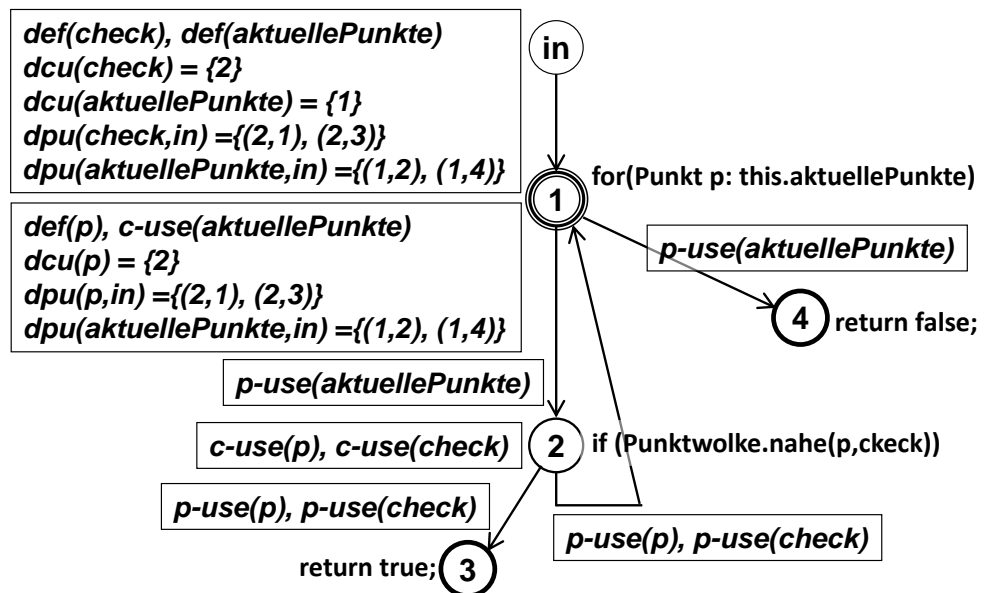 def(check), def(aktuellePunkte)
dcu(check) = {2}
dcu(aktuellePunkte) = {1}
dpu(check,in) ={(2,1), (2,3)}
dpu(aktuellePunkte,in) ={(1,2), (1,4)}
in
for(Punkt p: this.aktuellePunkte)
1
def(p), c-use(aktuellePunkte)
dcu(p) = {2}
dpu(p,in) ={(2,1), (2,3)}
dpu(aktuellePunkte,in) ={(1,2), (1,4)}
p-use(aktuellePunkte)
4
return false;
p-use(aktuellePunkte)
c-use(p), c-use(check)
2
if (Punktwolke.nahe(p,ckeck))
p-use(p), p-use(check)
p-use(p), p-use(check)
return true;
3